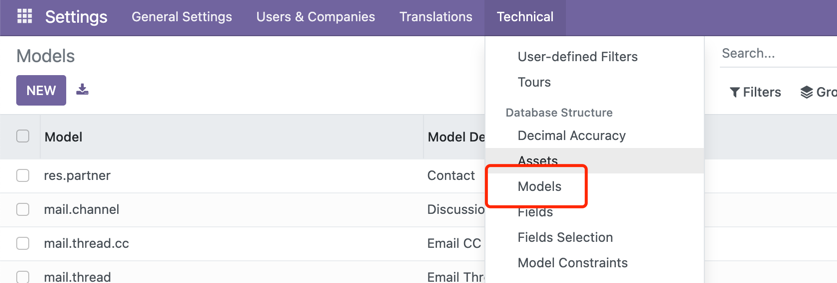 Settings General Settings Users & Companies Translations Technical
Models
NEW
User-defined Filters
Tours
Database Structure
Decimal Accuracy
Assets
Models
Fields
Fields Selection
Model Constraints
Search...
Filters Gro
Model Model De
res.partner Contact
mail.channel Discussio
mail.thread.cc Email CC
mail.thread Email Thr